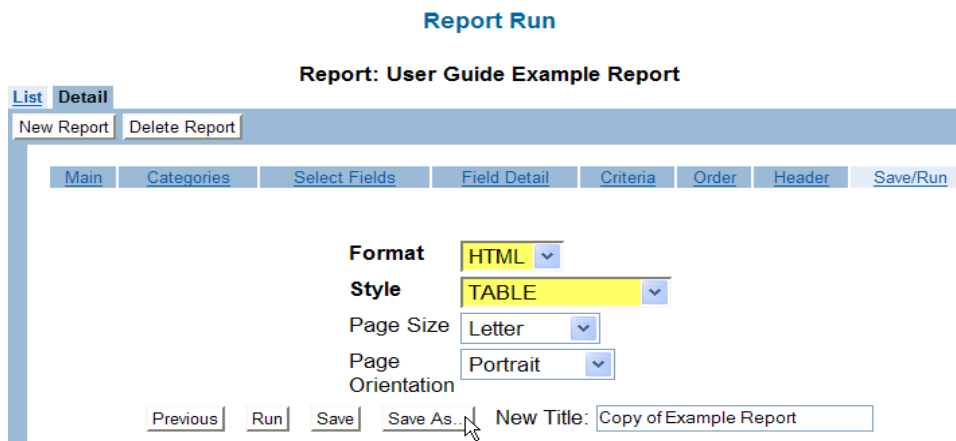 Report Run
Report: User Guide Example Report
List Detail
New Report Delete Report
Main Categories Select Fields Field Detail Criteria Order Header Save/Run
Format HTML
Style TABLE
Page Size Letter
Page Portrait
Orientation
Previous Run Save Save As... New Title: Copy of Example Report